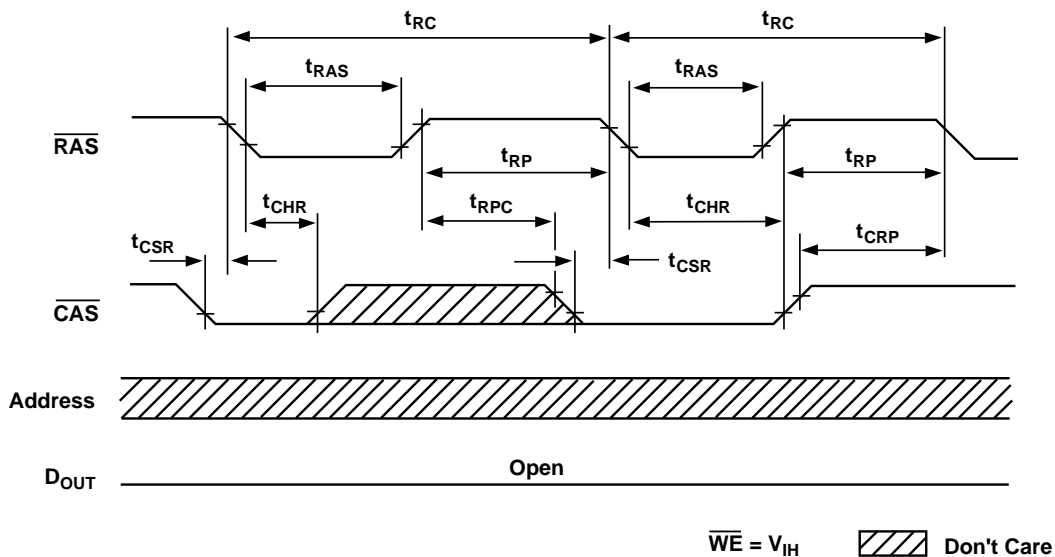 tRC tRC
tRAS tRAS
RAS
tRP tRP
tCHR tRPC tCHR
tCSR tCSR tCRP
CAS
Address
Open
DOUT
WE = VIH Don't Care